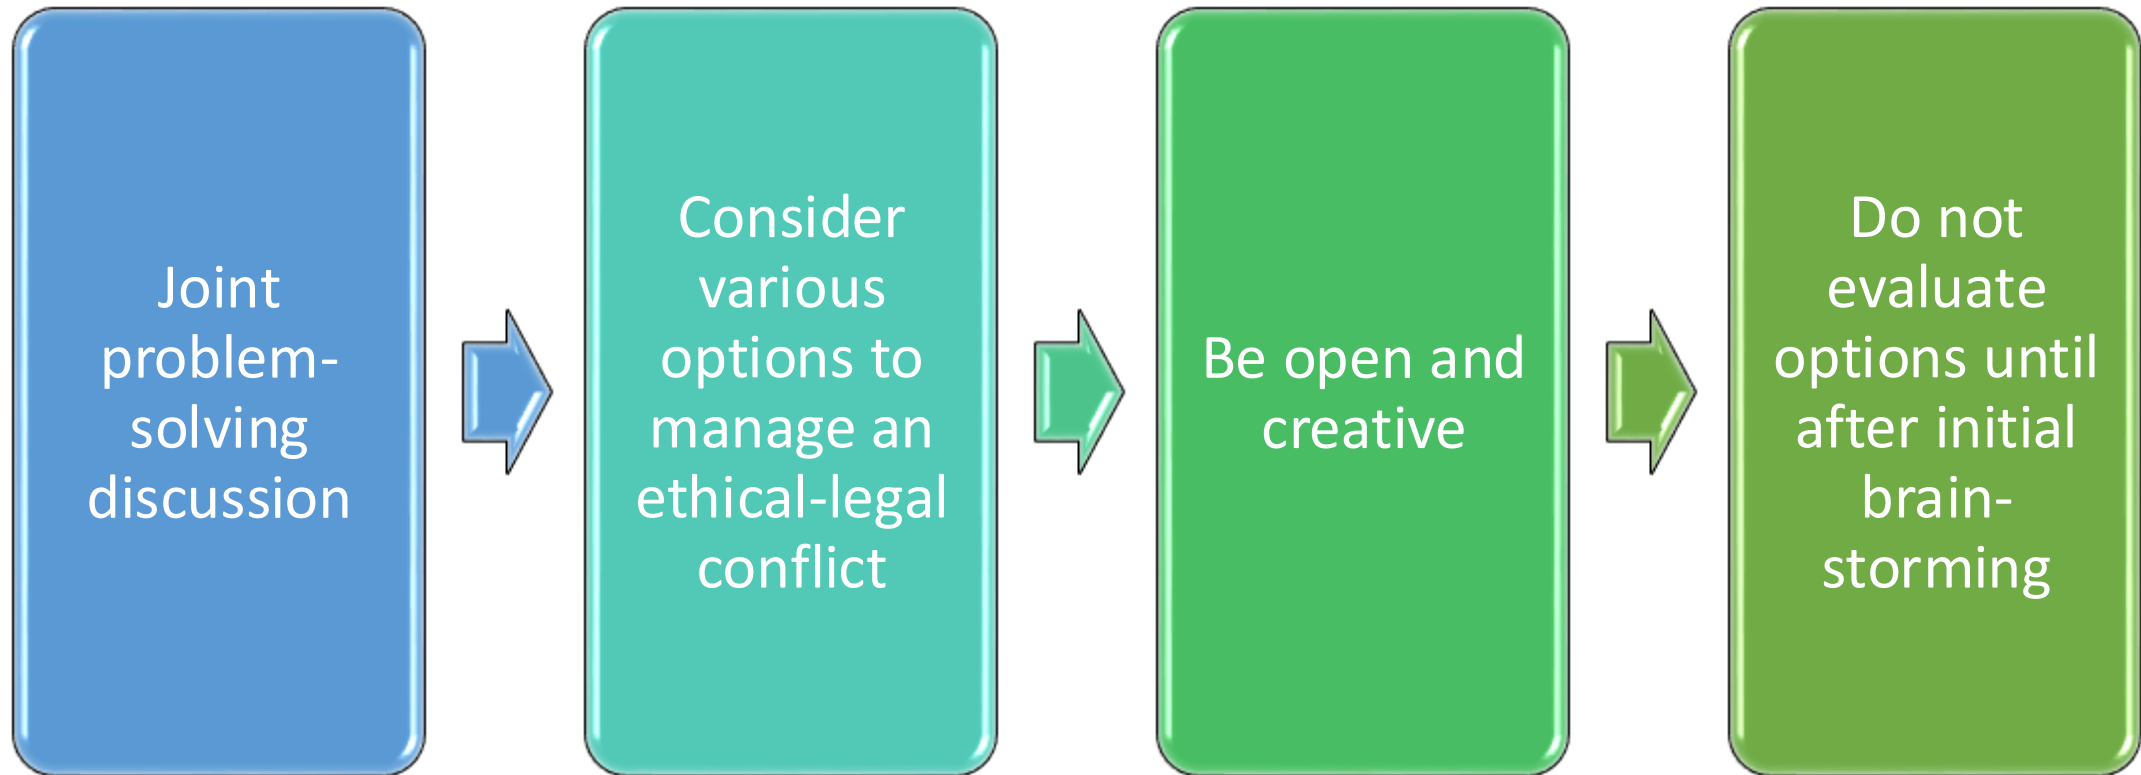 Joint
problem-
solving
discussion
Consider
various
options to
manage an
ethical-legal
conflict
Be open and
creative
Do not
evaluate
options until
after initial
brain-
storming